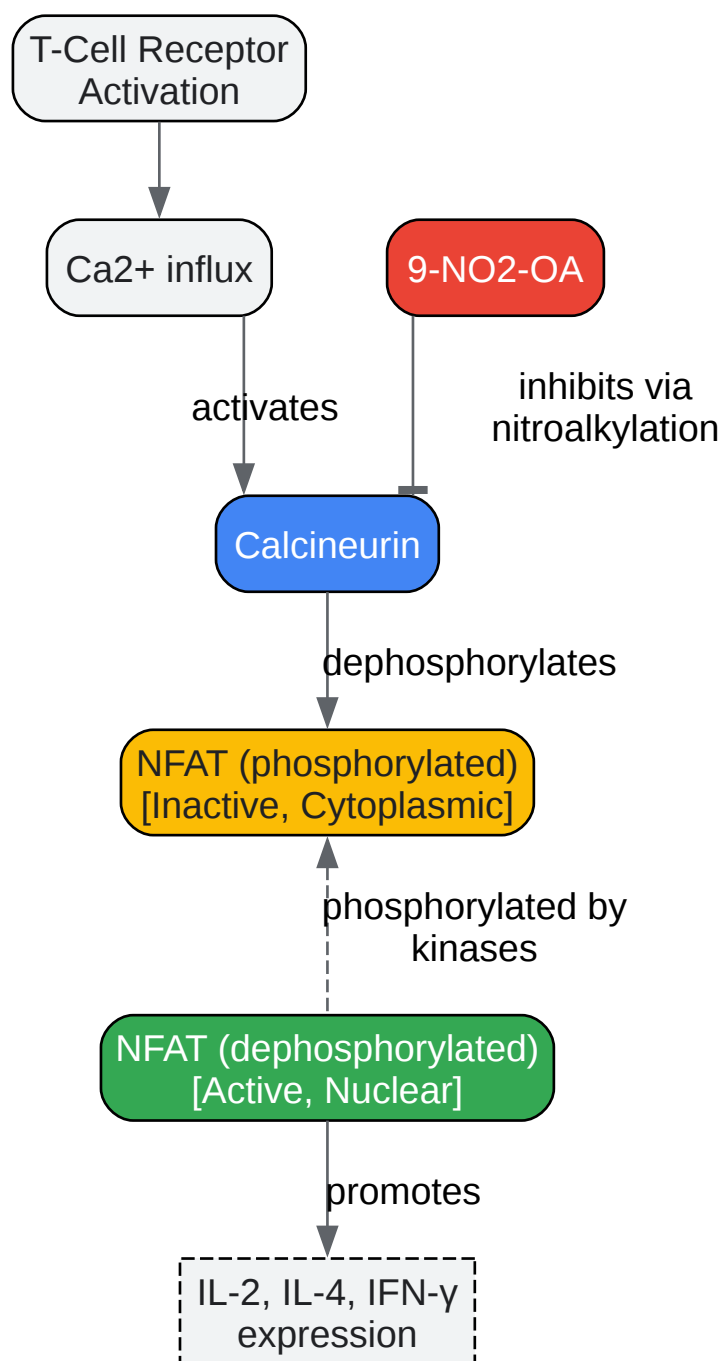 T-Cell Receptor
Activation
Ca2+ influx
9-NO2-OA
activates
inhibits via
nitroalkylation
Calcineurin
dephosphorylates
NFAT (phosphorylated)
[Inactive, Cytoplasmic]
phosphorylated by
kinases
NFAT (dephosphorylated)
[Active, Nuclear]
promotes
IL-2, IL-4, IFN-γ
expression